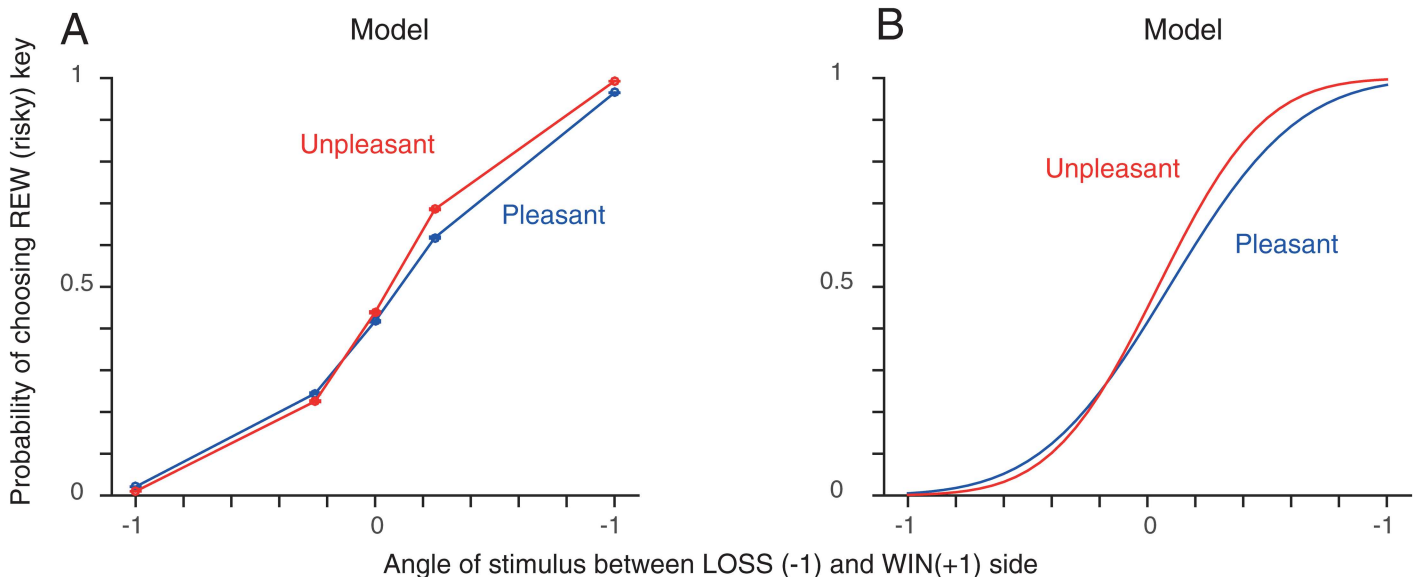 A
Model
B
Model
Probability of choosing REW (risky) key
1
0.5
0
Unpleasant
Pleasant
-1
0
-1
1
0.5
0
Unpleasant
Pleasant
-1
0
-1
Angle of stimulus between LOSS (-1) and WIN(+1) side